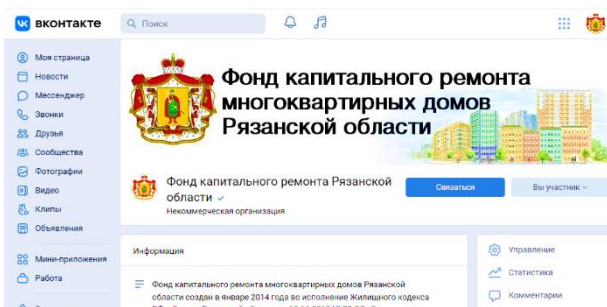 вконтакте
Поиск
Моя страница
Новости
Мессенджер
Звонки
Друзья
Сообщества
Фотографии
Видео
Клипы
Объявления
Мини-приложения
Работа
Фонд капитального ремонта
многоквартирных домов
Рязанской области
Фонд капитального ремонта Рязанской
области
Некоммерческая организация
Связаться
Вы участник
Информация
Фонд капитального ремонта многоквартирных домов Рязанской
области создан в январе 2014 года во исполнение Жилищного кодекса
Управление
Статистика
Комментарии